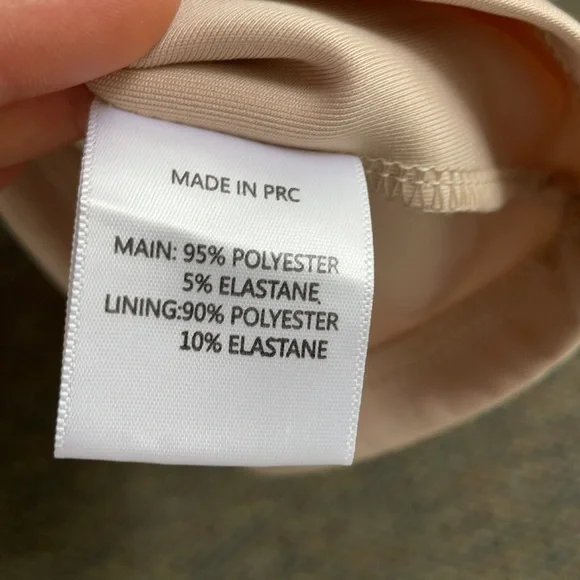 MADE IN PRC
MAIN: 95% POLYESTER
5% ELASTANE
LINING:90% POLYESTER
10% ELASTANE